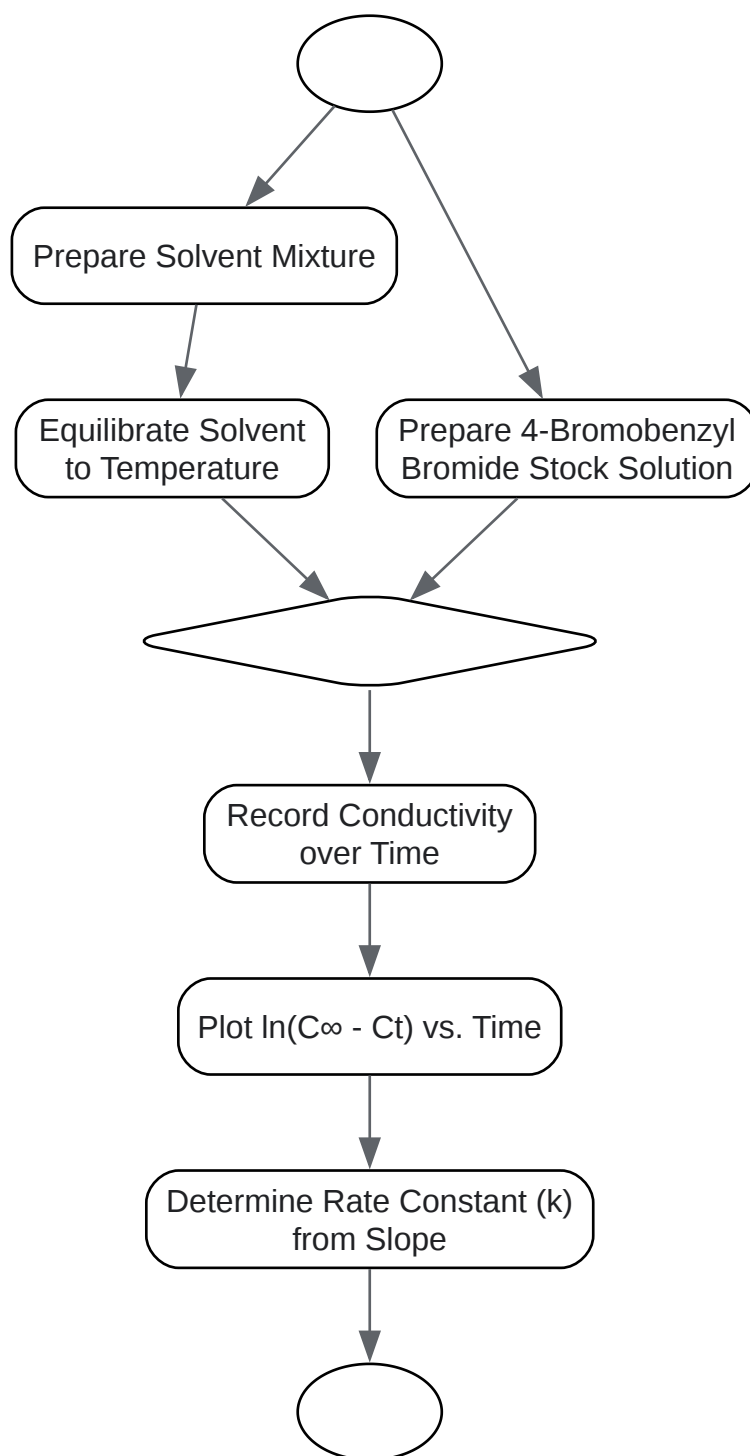 Prepare Solvent Mixture
Equilibrate Solvent
to Temperature
Prepare 4-Bromobenzyl
Bromide Stock Solution
Record Conductivity
over Time
Plot ln(C∞ - Ct) vs. Time
Determine Rate Constant (k)
from Slope